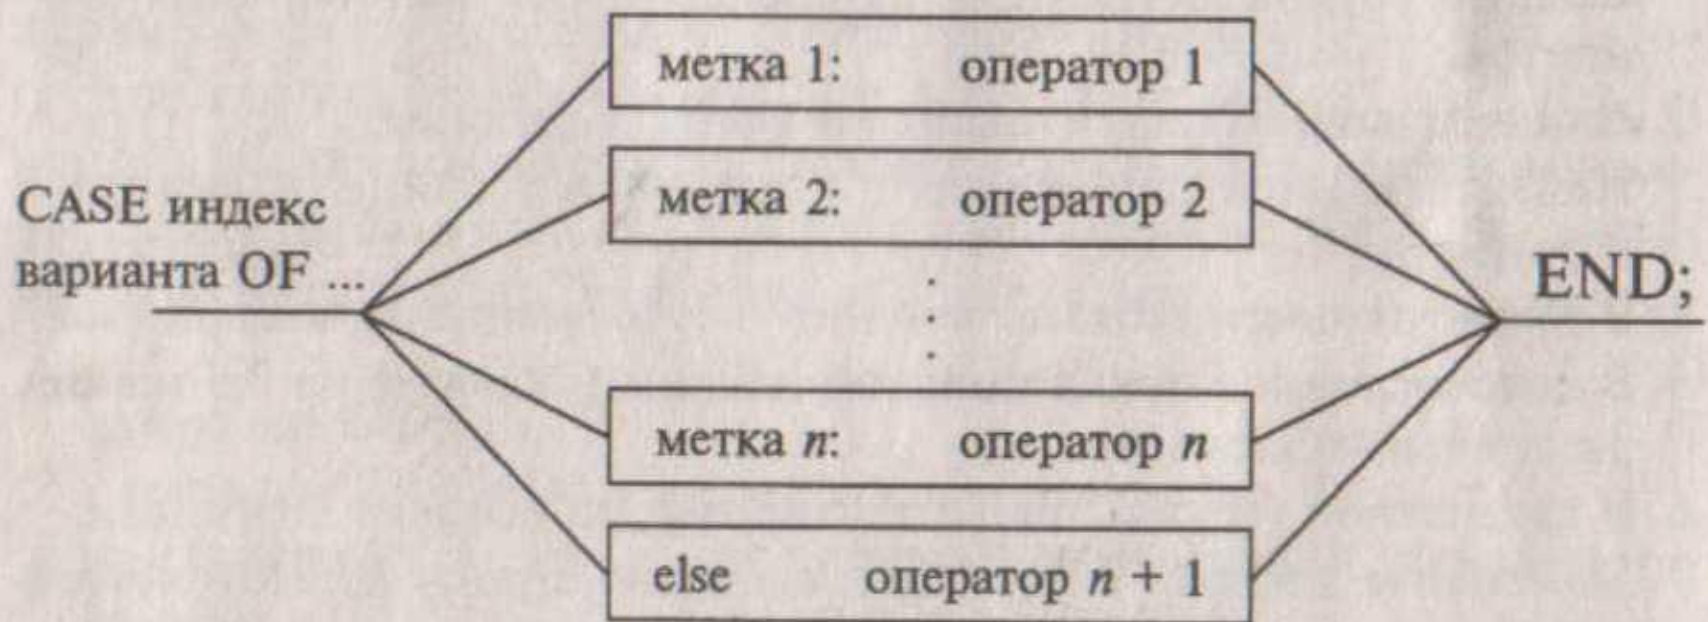 метка 1: оператор 1
метка 2: оператор 2
CASE индекс
варианта OF ...
END;
метка n: оператор n
else оператор n + 1